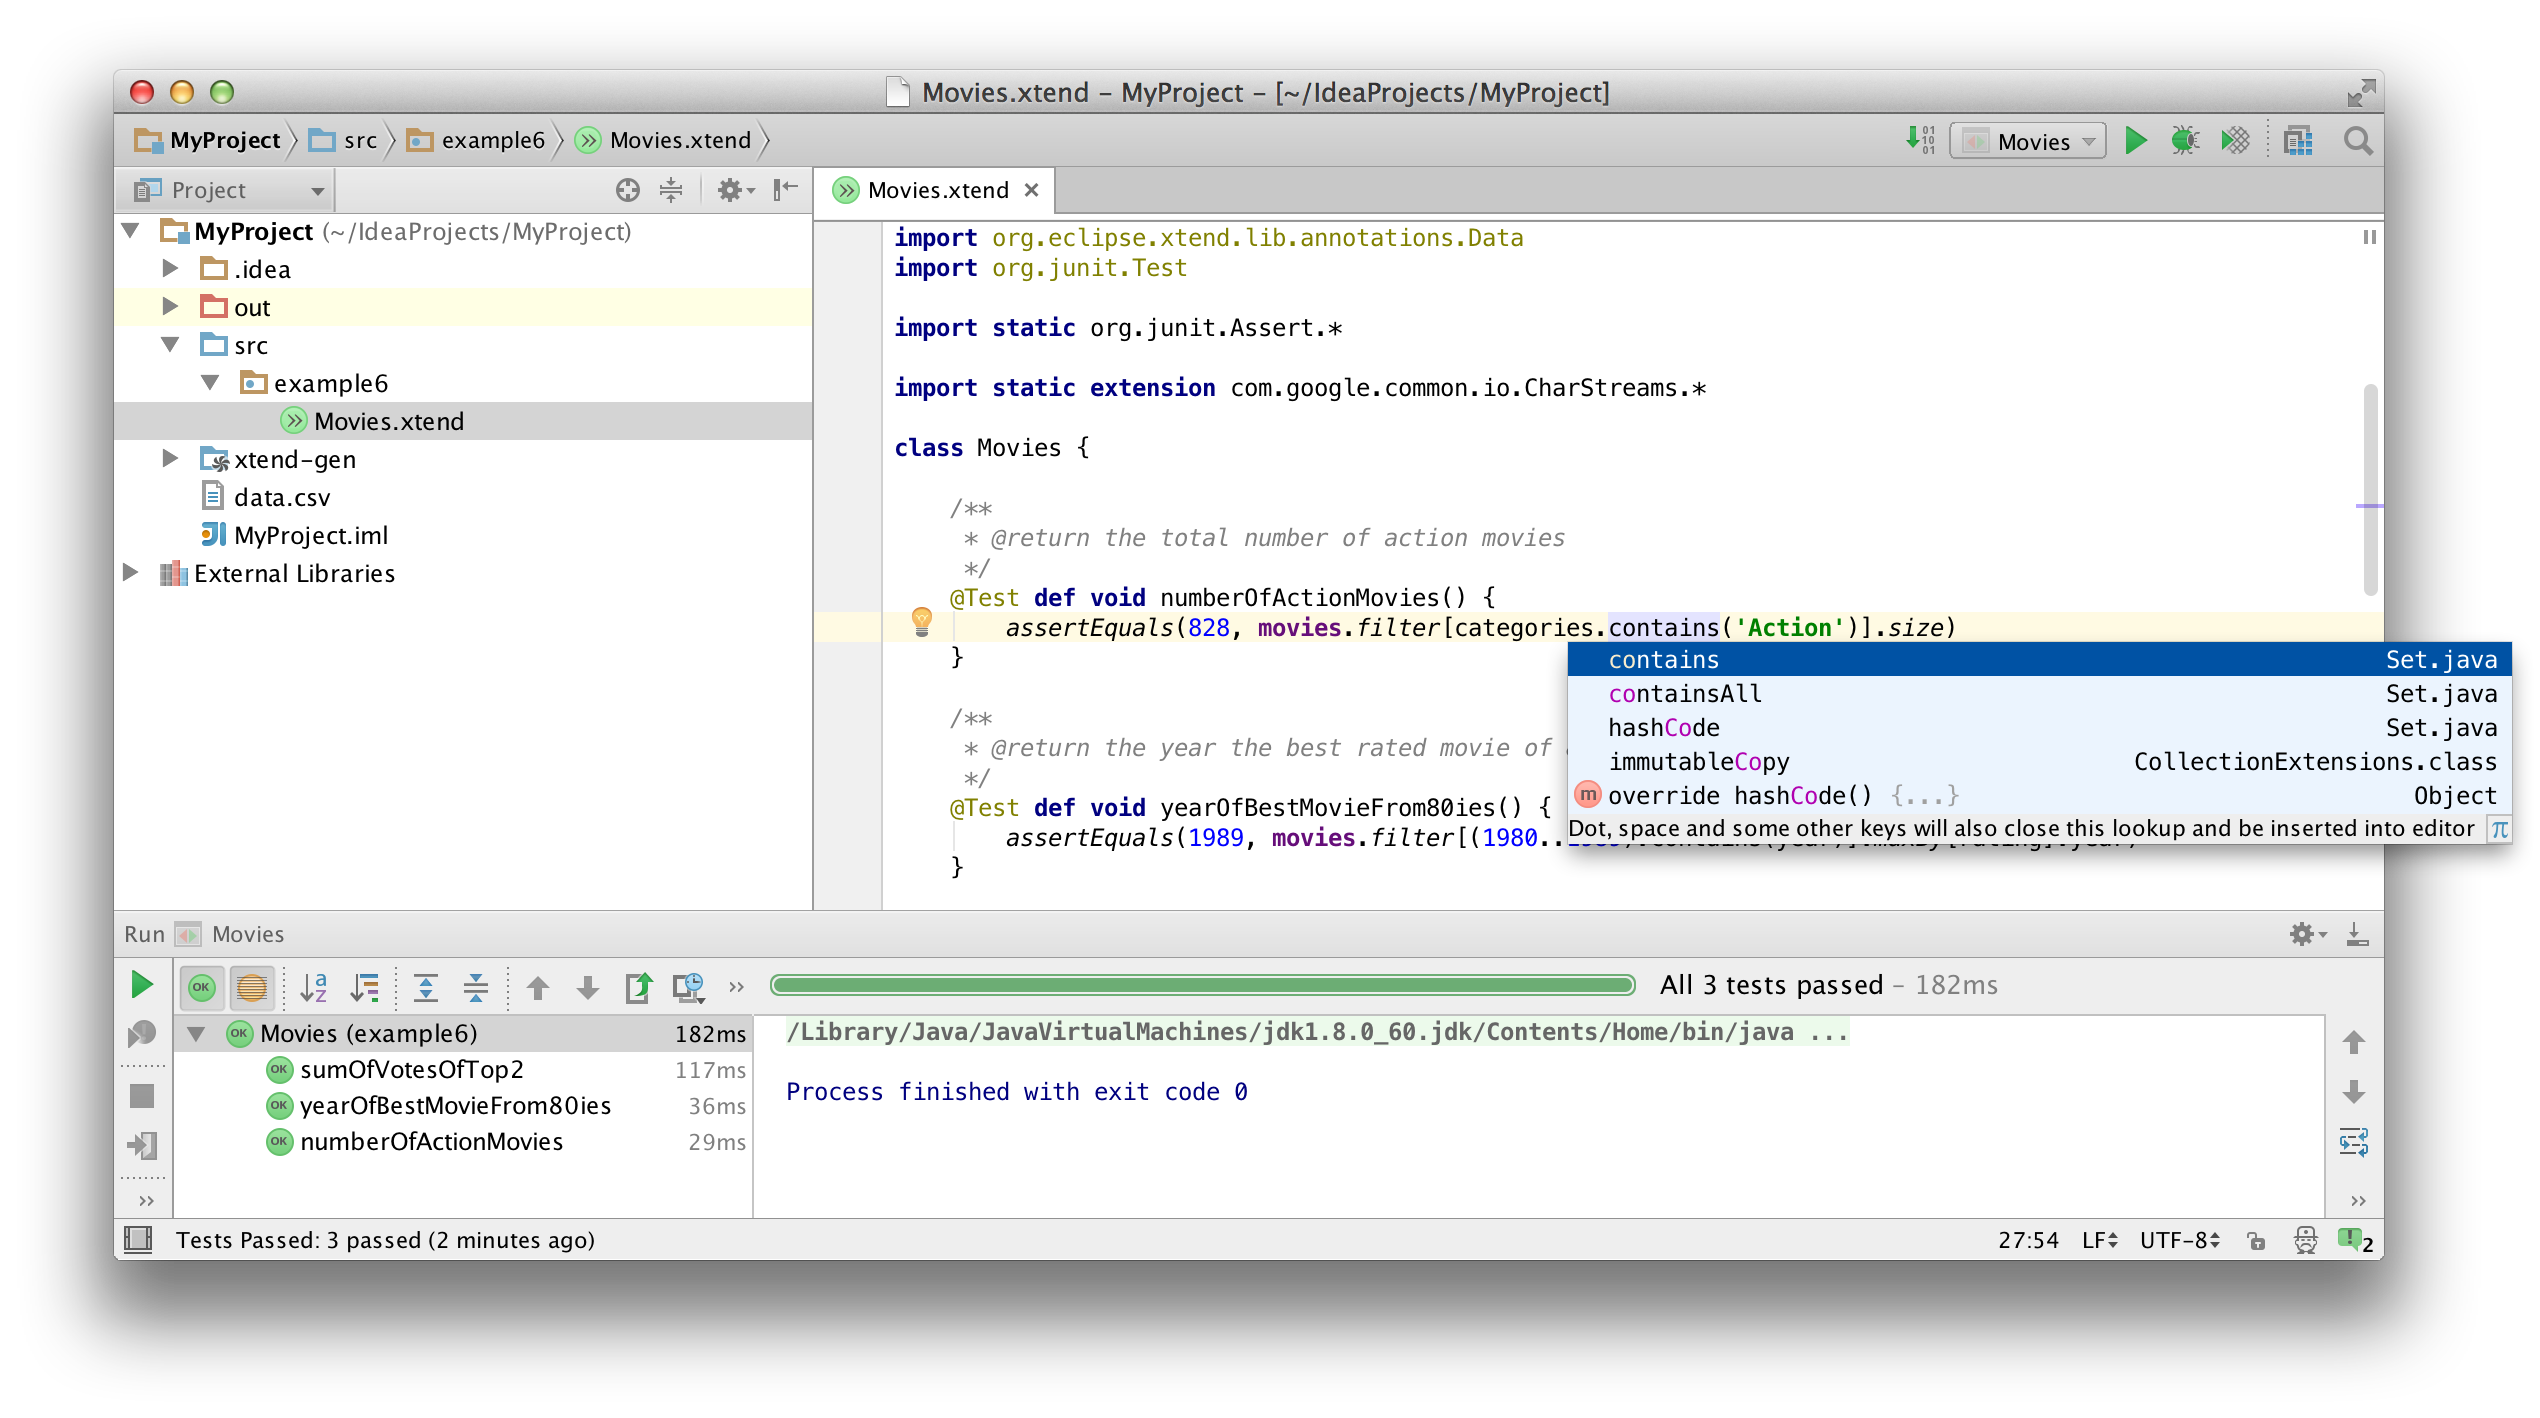 Movies.xtend – MyProject – [~/IdeaProjects/MyProject]
MyProject src example6 Movies.xtend
Movies
Project
MyProject (~/IdeaProjects/MyProject)
.idea
out
src
example6
Movies.xtend
xtend-gen
data.csv
MyProject.iml
External Libraries
Movies.xtend
import org.eclipse.xtend.lib.annotations.Data
import org.junit.Test
import static org.junit.Assert.*
import static extension com.google.common.io.CharStreams.*
class Movies {
/**
* @return the total number of action movies
*/
@Test def void numberOfActionMovies() {
assertEquals(828, movies.filter[categories.contains('Action')].size)
}
/**
* @return the year the best rated movie of
*/
@Test def void yearOfBestMovieFrom80ies() {
assertEquals(1989, movies.filter[(1980..
}
contains Set.java
containsAll Set.java
hashCode Set.java
immutableCopy CollectionExtensions.class
m override hashCode() {...} Object
Dot, space and some other keys will also close this lookup and be inserted into editor π
Run Movies
All 3 tests passed – 182ms
OK Movies (example6) 182ms
OK sumOfVotesOfTop2 117ms
OK yearOfBestMovieFrom80ies 36ms
OK numberOfActionMovies 29ms
/Library/Java/JavaVirtualMachines/jdk1.8.0_60.jdk/Contents/Home/bin/java ...
Process finished with exit code 0
Tests Passed: 3 passed (2 minutes ago)
27:54 LF UTF-8 2